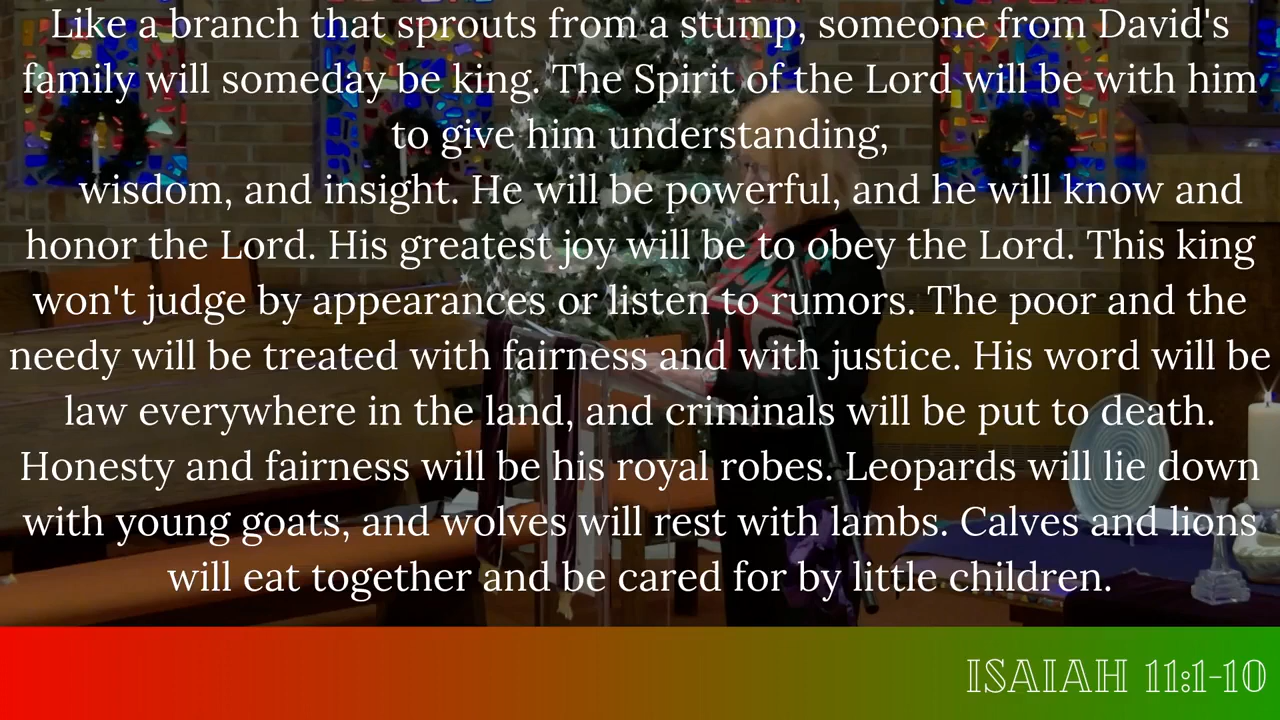 Like a branch that sprouts from a stump, someone from David's
family will someday be king. The Spirit of the Lord will be with him
to give him understanding,
wisdom, and insight. He will be powerful, and he will know and
honor the Lord. His greatest joy will be to obey the Lord. This king
won't judge by appearances or listen to rumors. The poor and the
needy will be treated with fairness and with justice. His word will be
law everywhere in the land, and criminals will be put to death.
Honesty and fairness will be his royal robes. Leopards will lie down
with young goats, and wolves will rest with lambs. Calves and lions
will eat together and be cared for by little children.
ISAIAH 11:1-10